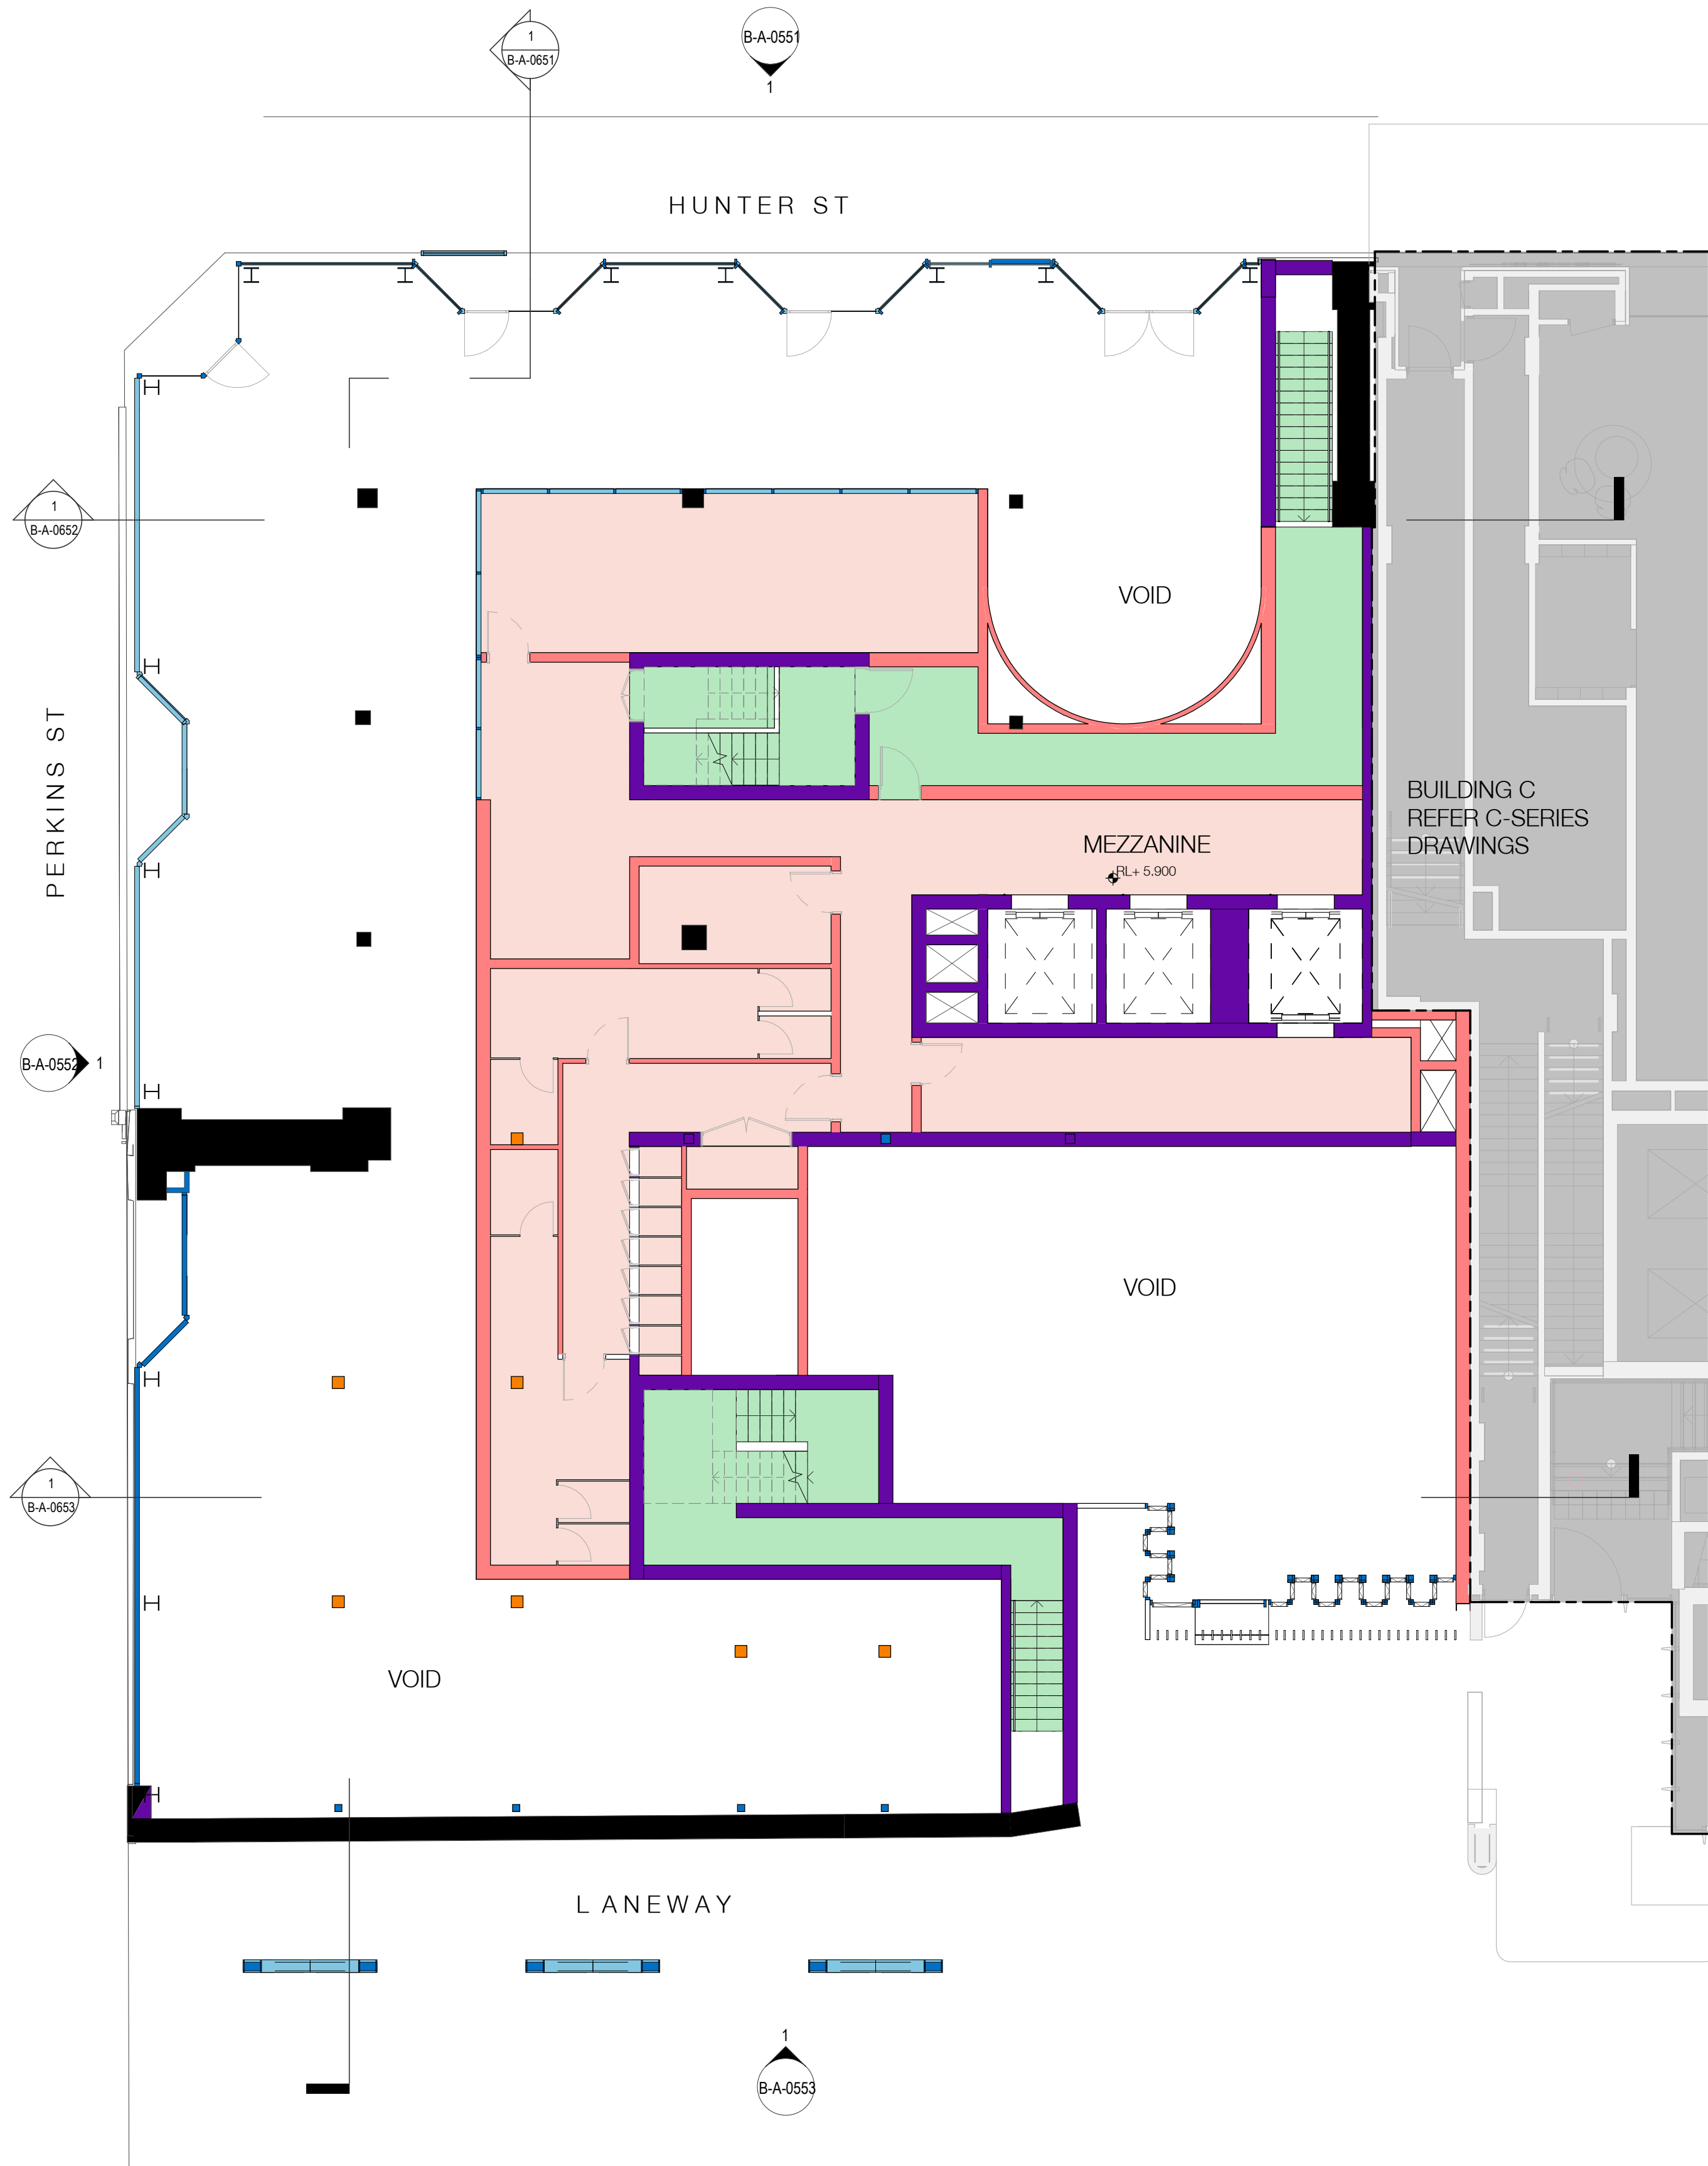 1
B-A-0651
B-A-0551
1
HUNTER ST
1
B-A-0652
VOID
PERKINS ST
BUILDING C
REFER C-SERIES
DRAWINGS
MEZZANINE
RL+ 5.900
B-A-0552
1
VOID
1
B-A-0653
VOID
LANEWAY
1
B-A-0553